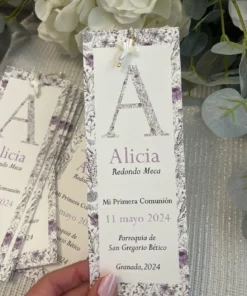 A
Alicia
Redondo Meca
Mi Primera Comunión
11 mayo 2024
Parroquia de
San Gregorio Bético
Granada, 2024